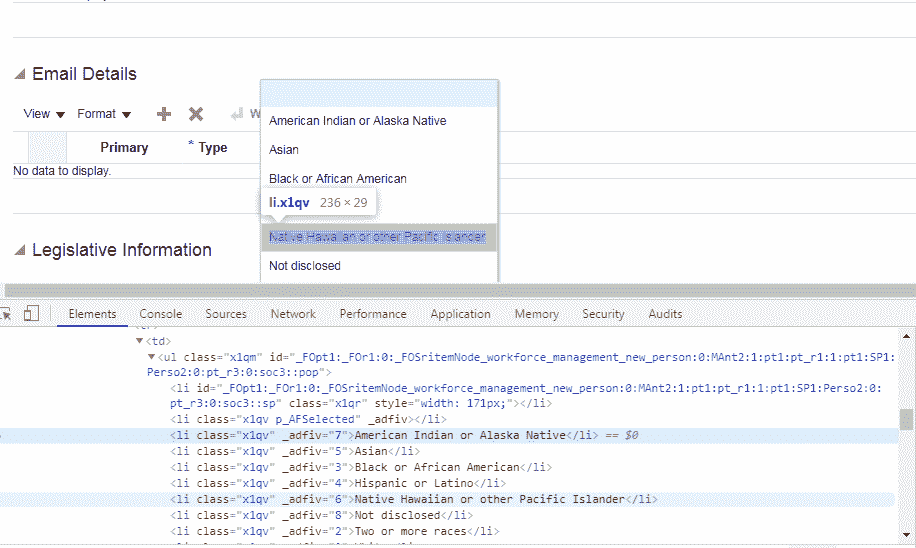 Email Details
View Format W
American Indian or Alaska Native
Primary * Type
Asian
No data to display.
Black or African American
li.x1qv 236 × 29
Native Hawaiian or other Pacific Islander
Legislative Information
Not disclosed
Elements Console Sources Network Performance Application Memory Security Audits
<td>
<ul class="x1qm" id="_FOpt1:_FOr1:0:_FOSritemNode_workforce_management_new_person:0:MAnt2:1:pt1:pt_r1:1:pt1:SP1:
Perso2:0:pt_r3:0:soc3::pop">
<li id="_FOpt1:_FOr1:0:_FOSritemNode_workforce_management_new_person:0:MAnt2:1:pt1:pt_r1:1:pt1:SP1:Perso2:0:
pt_r3:0:soc3::sp" class="x1qr" style="width: 171px;"></li>
<li class="x1qv p_AFSelected" _adfiv></li>
<li class="x1qv" _adfiv="7">American Indian or Alaska Native</li> == $0
<li class="x1qv" _adfiv="5">Asian</li>
<li class="x1qv" _adfiv="3">Black or African American</li>
<li class="x1qv" _adfiv="4">Hispanic or Latino</li>
<li class="x1qv" _adfiv="6">Native Hawaiian or other Pacific Islander</li>
<li class="x1qv" _adfiv="8">Not disclosed</li>
<li class="x1qv" _adfiv="2">Two or more races</li>